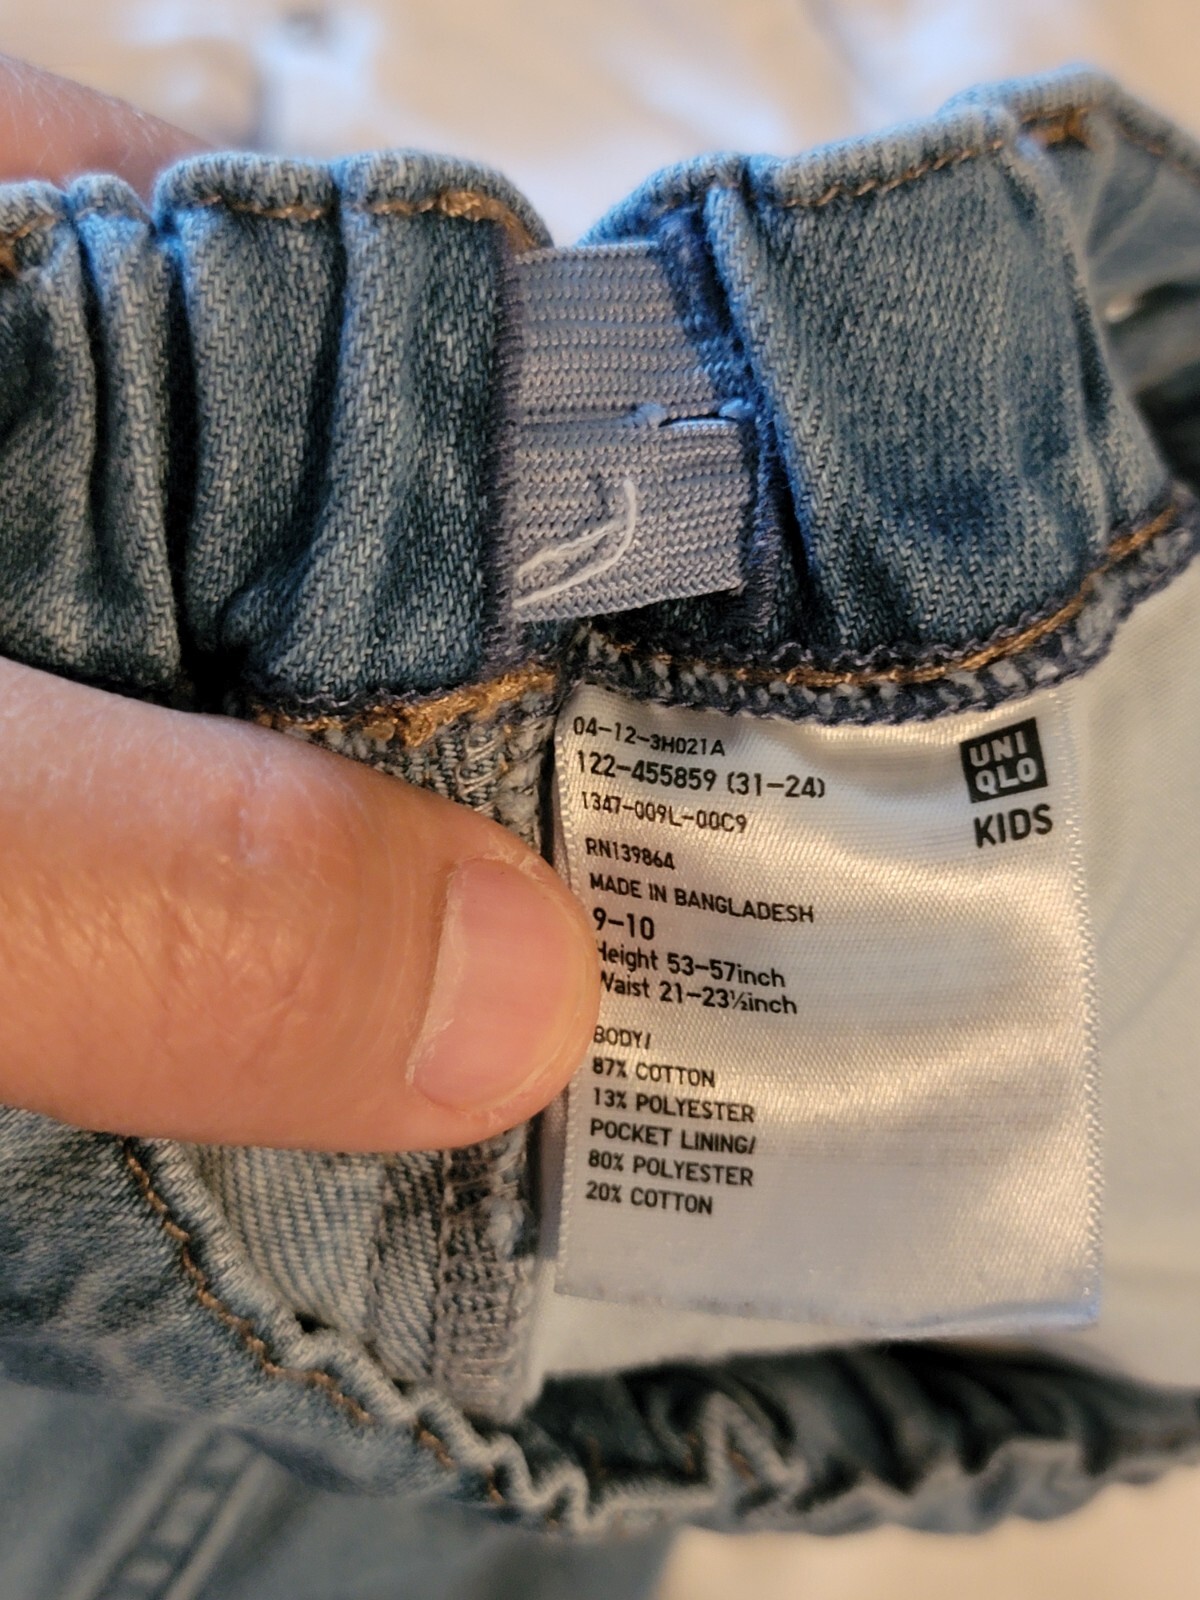 04-12-3H021A
122-455859 (31-24)
1347-009L-00C9
UNI
QLO
KIDS
RN139864
MADE IN BANGLADESH
9-10
Height 53-57inch
Waist 21-23½inch
BODY/
87% COTTON
13% POLYESTER
POCKET LINING/
80% POLYESTER
20% COTTON